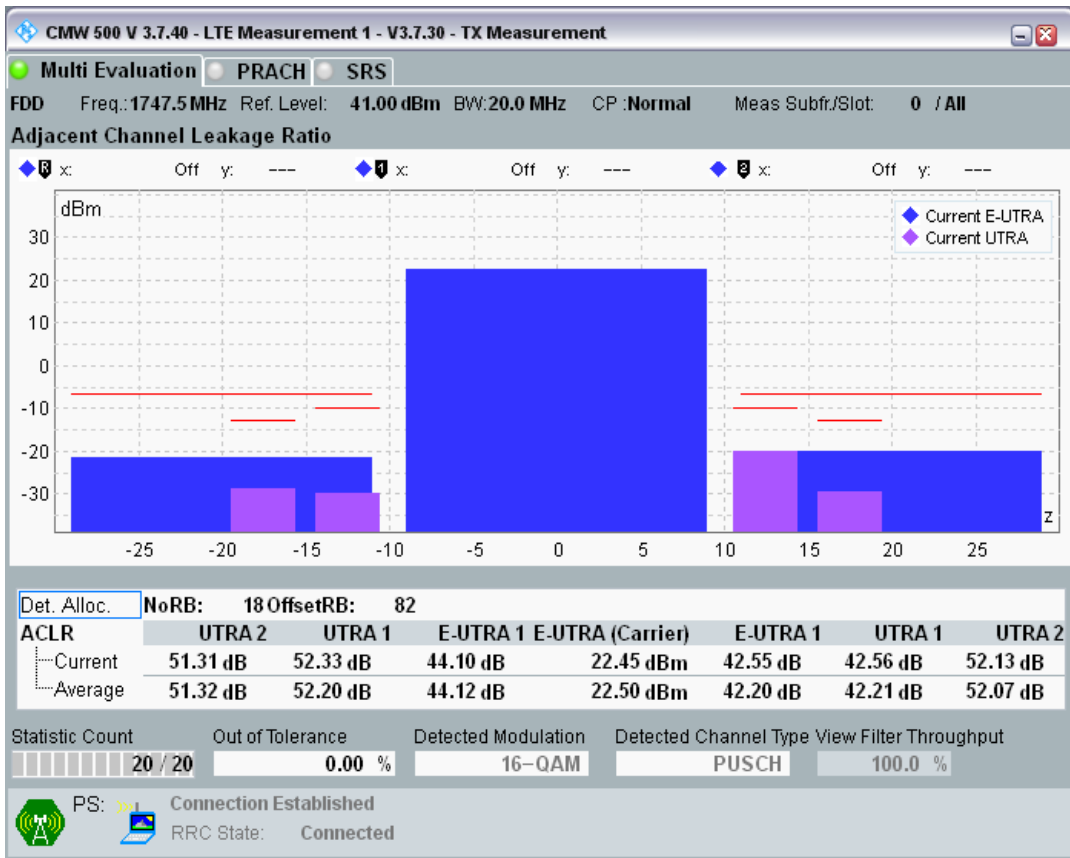 CMW 500 V 3.7.40 - LTE Measurement 1 - V3.7.30 - TX Measurement
Multi Evaluation PRACH SRS
FDD Freq.:1747.5 MHz Ref. Level: 41.00 dBm BW:20.0 MHz CP :Normal Meas Subfr./Slot: 0 / All
Adjacent Channel Leakage Ratio
R x: Off y: --- 1 x: Off y: --- 2 x: Off y: ---
dBm
Current E-UTRA
Current UTRA
30
20
10
0
-10
-20
-30
z
-25 -20 -15 -10 -5 0 5 10 15 20 25
Det. Alloc. NoRB: 18 OffsetRB: 82
ACLR UTRA 2 UTRA 1 E-UTRA 1 E-UTRA (Carrier) E-UTRA 1 UTRA 1 UTRA 2
Current 51.31 dB 52.33 dB 44.10 dB 22.45 dBm 42.55 dB 42.56 dB 52.13 dB
Average 51.32 dB 52.20 dB 44.12 dB 22.50 dBm 42.20 dB 42.21 dB 52.07 dB
Statistic Count Out of Tolerance Detected Modulation Detected Channel Type View Filter Throughput
20 / 20 0.00 % 16-QAM PUSCH 100.0 %
PS: Connection Established
RRC State: Connected